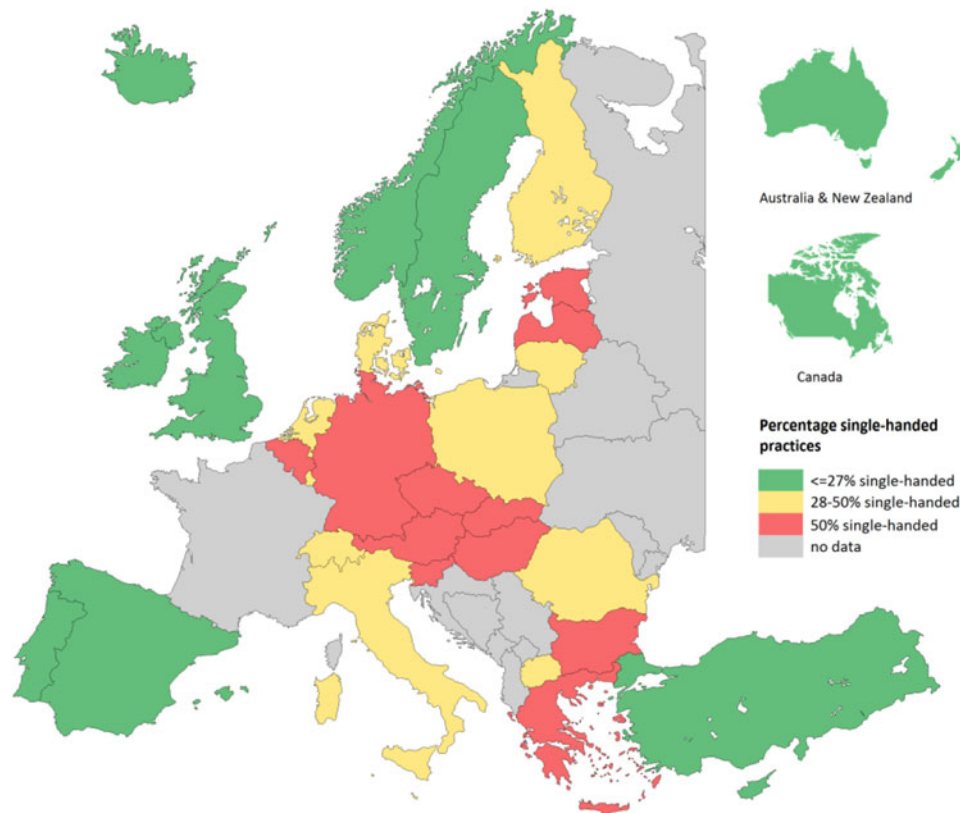 Australia & New Zealand
Canada
Percentage single-handed
practices
<=27% single-handed
28-50% single-handed
50% single-handed
no data